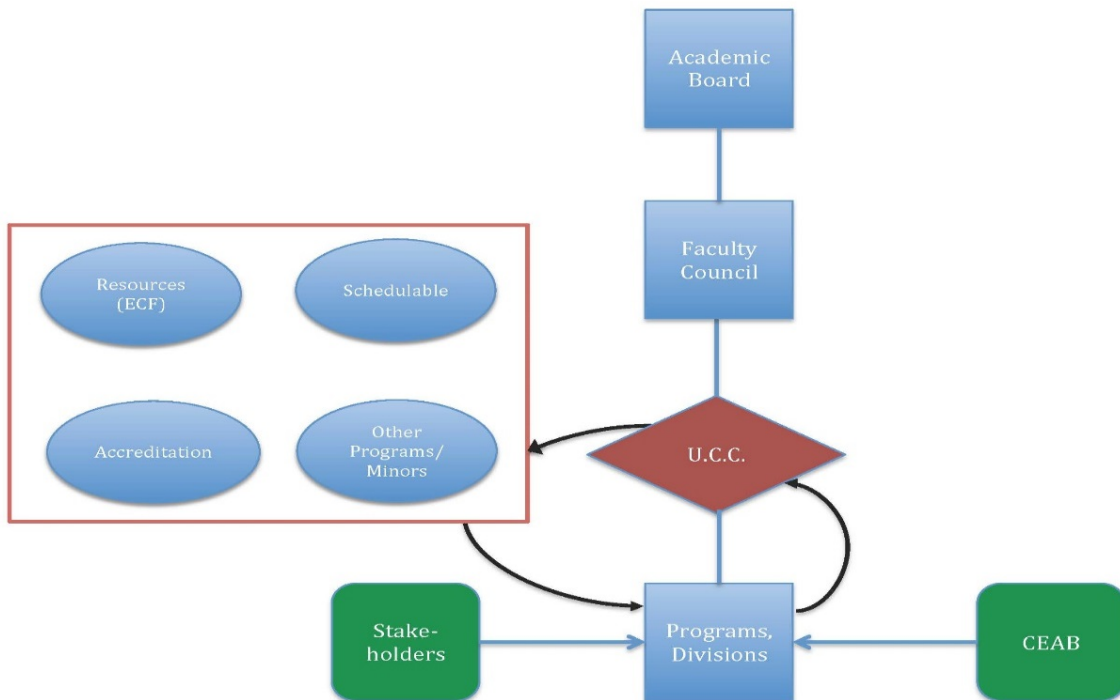 Academic
Board
Faculty
Council
Resources
(ECF)
Schedulable
Accreditation
Other
Programs/
Minors
U.C.C.
Stake-
holders
Programs,
Divisions
CEAB